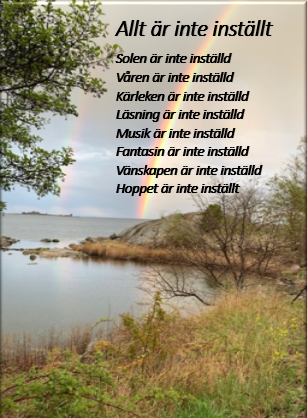 Allt är inte inställt
Solen är inte inställd
Våren är inte inställd
Kärleken är inte inställd
Läsning är inte inställd
Musik är inte inställd
Fantasin är inte inställd
Vänskapen är inte inställd
Hoppet är inte inställt